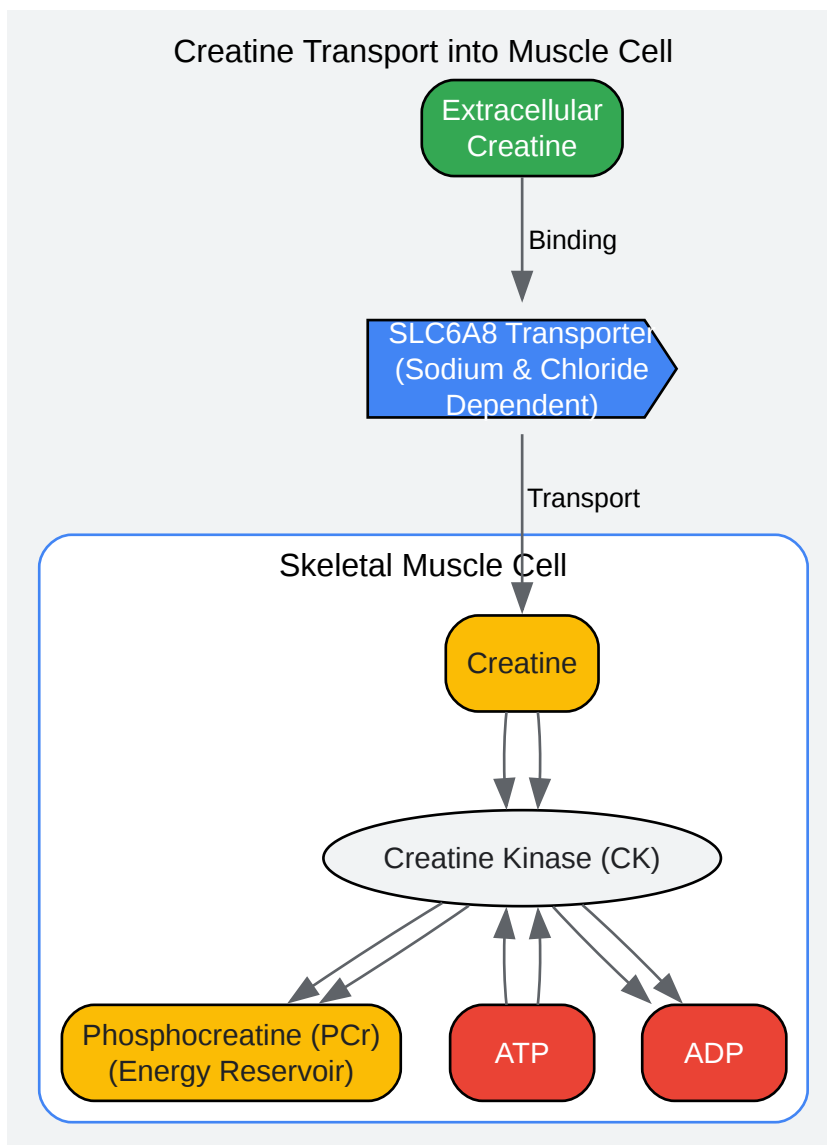 Creatine Transport into Muscle Cell
Extracellular
Creatine
Binding
SLC6A8 Transporter
(Sodium & Chloride
Dependent)
Transport
Skeletal Muscle Cell
Creatine
Creatine Kinase (CK)
Phosphocreatine (PCr)
(Energy Reservoir)
ATP
ADP